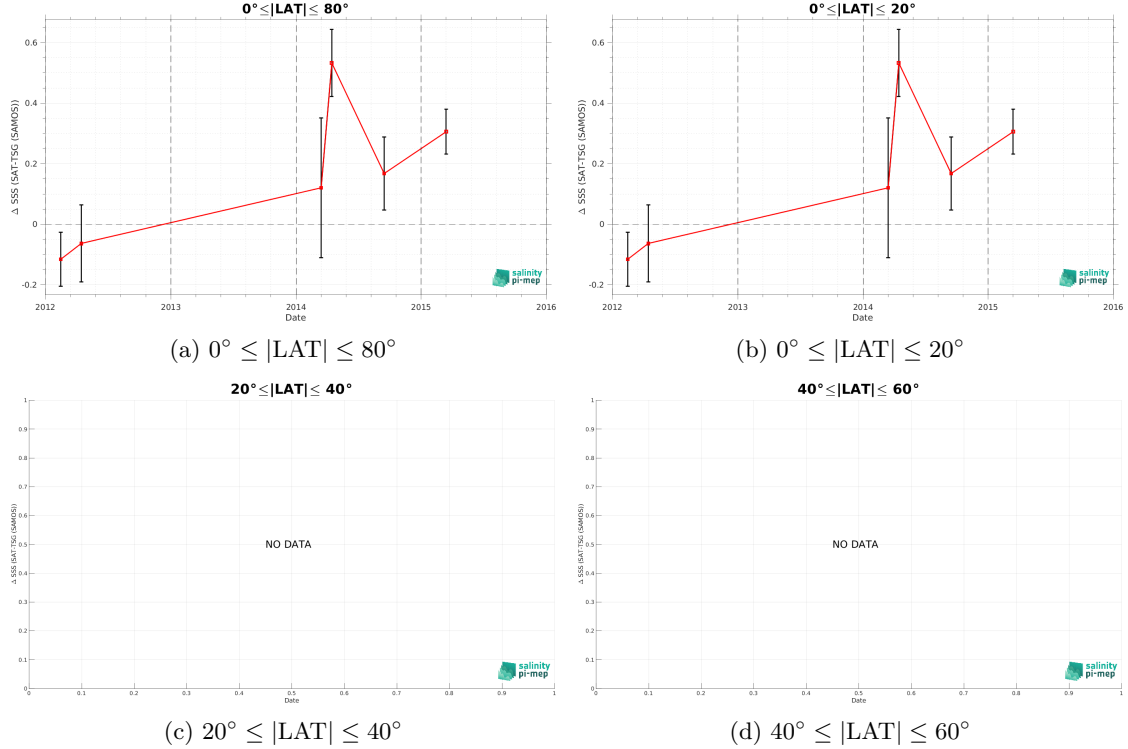 0°≤|LAT|≤ 80°
Δ SSS (SAT-TSG (SAMOS))
0.6
0.4
0.2
0
-0.2
2012
2013
2014
2015
2016
Date
salinity
pi-mep
(a) 0° ≤ |LAT| ≤ 80°
0°≤|LAT|≤ 20°
Δ SSS (SAT-TSG (SAMOS))
0.6
0.4
0.2
0
-0.2
2012
2013
2014
2015
2016
Date
salinity
pi-mep
(b) 0° ≤ |LAT| ≤ 20°
20°≤|LAT|≤ 40°
Δ SSS (SAT-TSG (SAMOS))
1
0.9
0.8
0.7
0.6
0.5
0.4
0.3
0.2
0.1
0
NO DATA
0
0.1
0.2
0.3
0.4
0.5
0.6
0.7
0.8
0.9
1
Date
salinity
pi-mep
(c) 20° ≤ |LAT| ≤ 40°
40°≤|LAT|≤ 60°
Δ SSS (SAT-TSG (SAMOS))
1
0.9
0.8
0.7
0.6
0.5
0.4
0.3
0.2
0.1
0
NO DATA
0
0.1
0.2
0.3
0.4
0.5
0.6
0.7
0.8
0.9
1
Date
salinity
pi-mep
(d) 40° ≤ |LAT| ≤ 60°